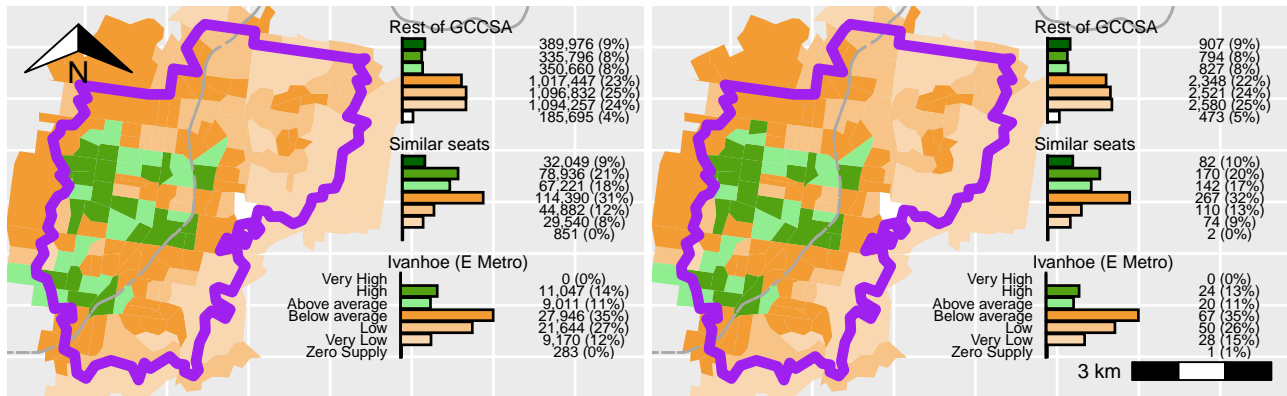 N
Rest of GCCSA
389,976 (9%)
335,796 (8%)
350,660 (8%)
1,017,447 (23%)
1,096,832 (25%)
1,094,257 (24%)
185,695 (4%)
Similar seats
32,049 (9%)
78,936 (21%)
67,221 (18%)
114,390 (31%)
44,882 (12%)
29,540 (8%)
851 (0%)
Ivanhoe (E Metro)
Very High 0 (0%)
High 11,047 (14%)
Above average 9,011 (11%)
Below average 27,946 (35%)
Low 21,644 (27%)
Very Low 9,170 (12%)
Zero Supply 283 (0%)
Rest of GCCSA
907 (9%)
794 (8%)
827 (8%)
2,348 (22%)
2,521 (24%)
2,580 (25%)
473 (5%)
Similar seats
82 (10%)
170 (20%)
142 (17%)
267 (32%)
110 (13%)
74 (9%)
2 (0%)
Ivanhoe (E Metro)
Very High 0 (0%)
High 24 (13%)
Above average 20 (11%)
Below average 67 (35%)
Low 50 (26%)
Very Low 28 (15%)
Zero Supply 1 (1%)
3 km